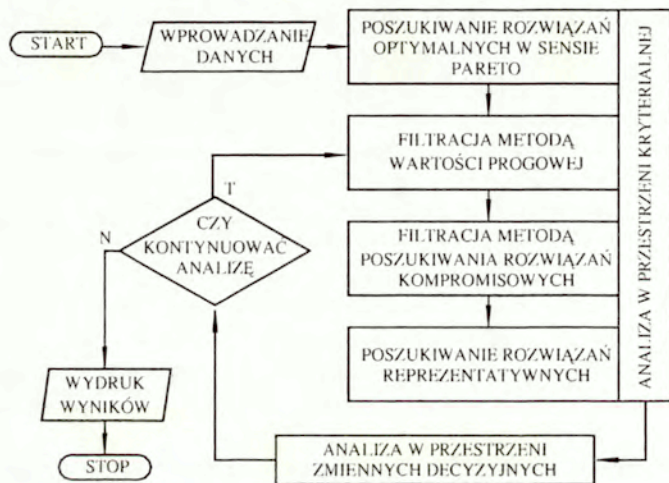 START
WPROWADZANIE
DANYCH
POSZUKIWANIE ROZWIĄZAŃ
OPTYMALNYCH W SENSIE
PARETO
FILTRACJA METODĄ
WARTOŚCI PROGOWEJ
FILTRACJA METODĄ
POSZUKIWANIA ROZWIĄZAŃ
KOMPROMISOWYCH
POSZUKIWANIE ROZWIĄZAŃ
REPREZENTATYWNYCH
ANALIZA W PRZESTRZENI KRYTERIALNEJ
ANALIZA W PRZESTRZENI
ZMIENNYCH DECYZYJNYCH
T
CZY
KONTYNUOWAĆ
ANALIZĘ
N
WYDRUK
WYNIKÓW
STOP